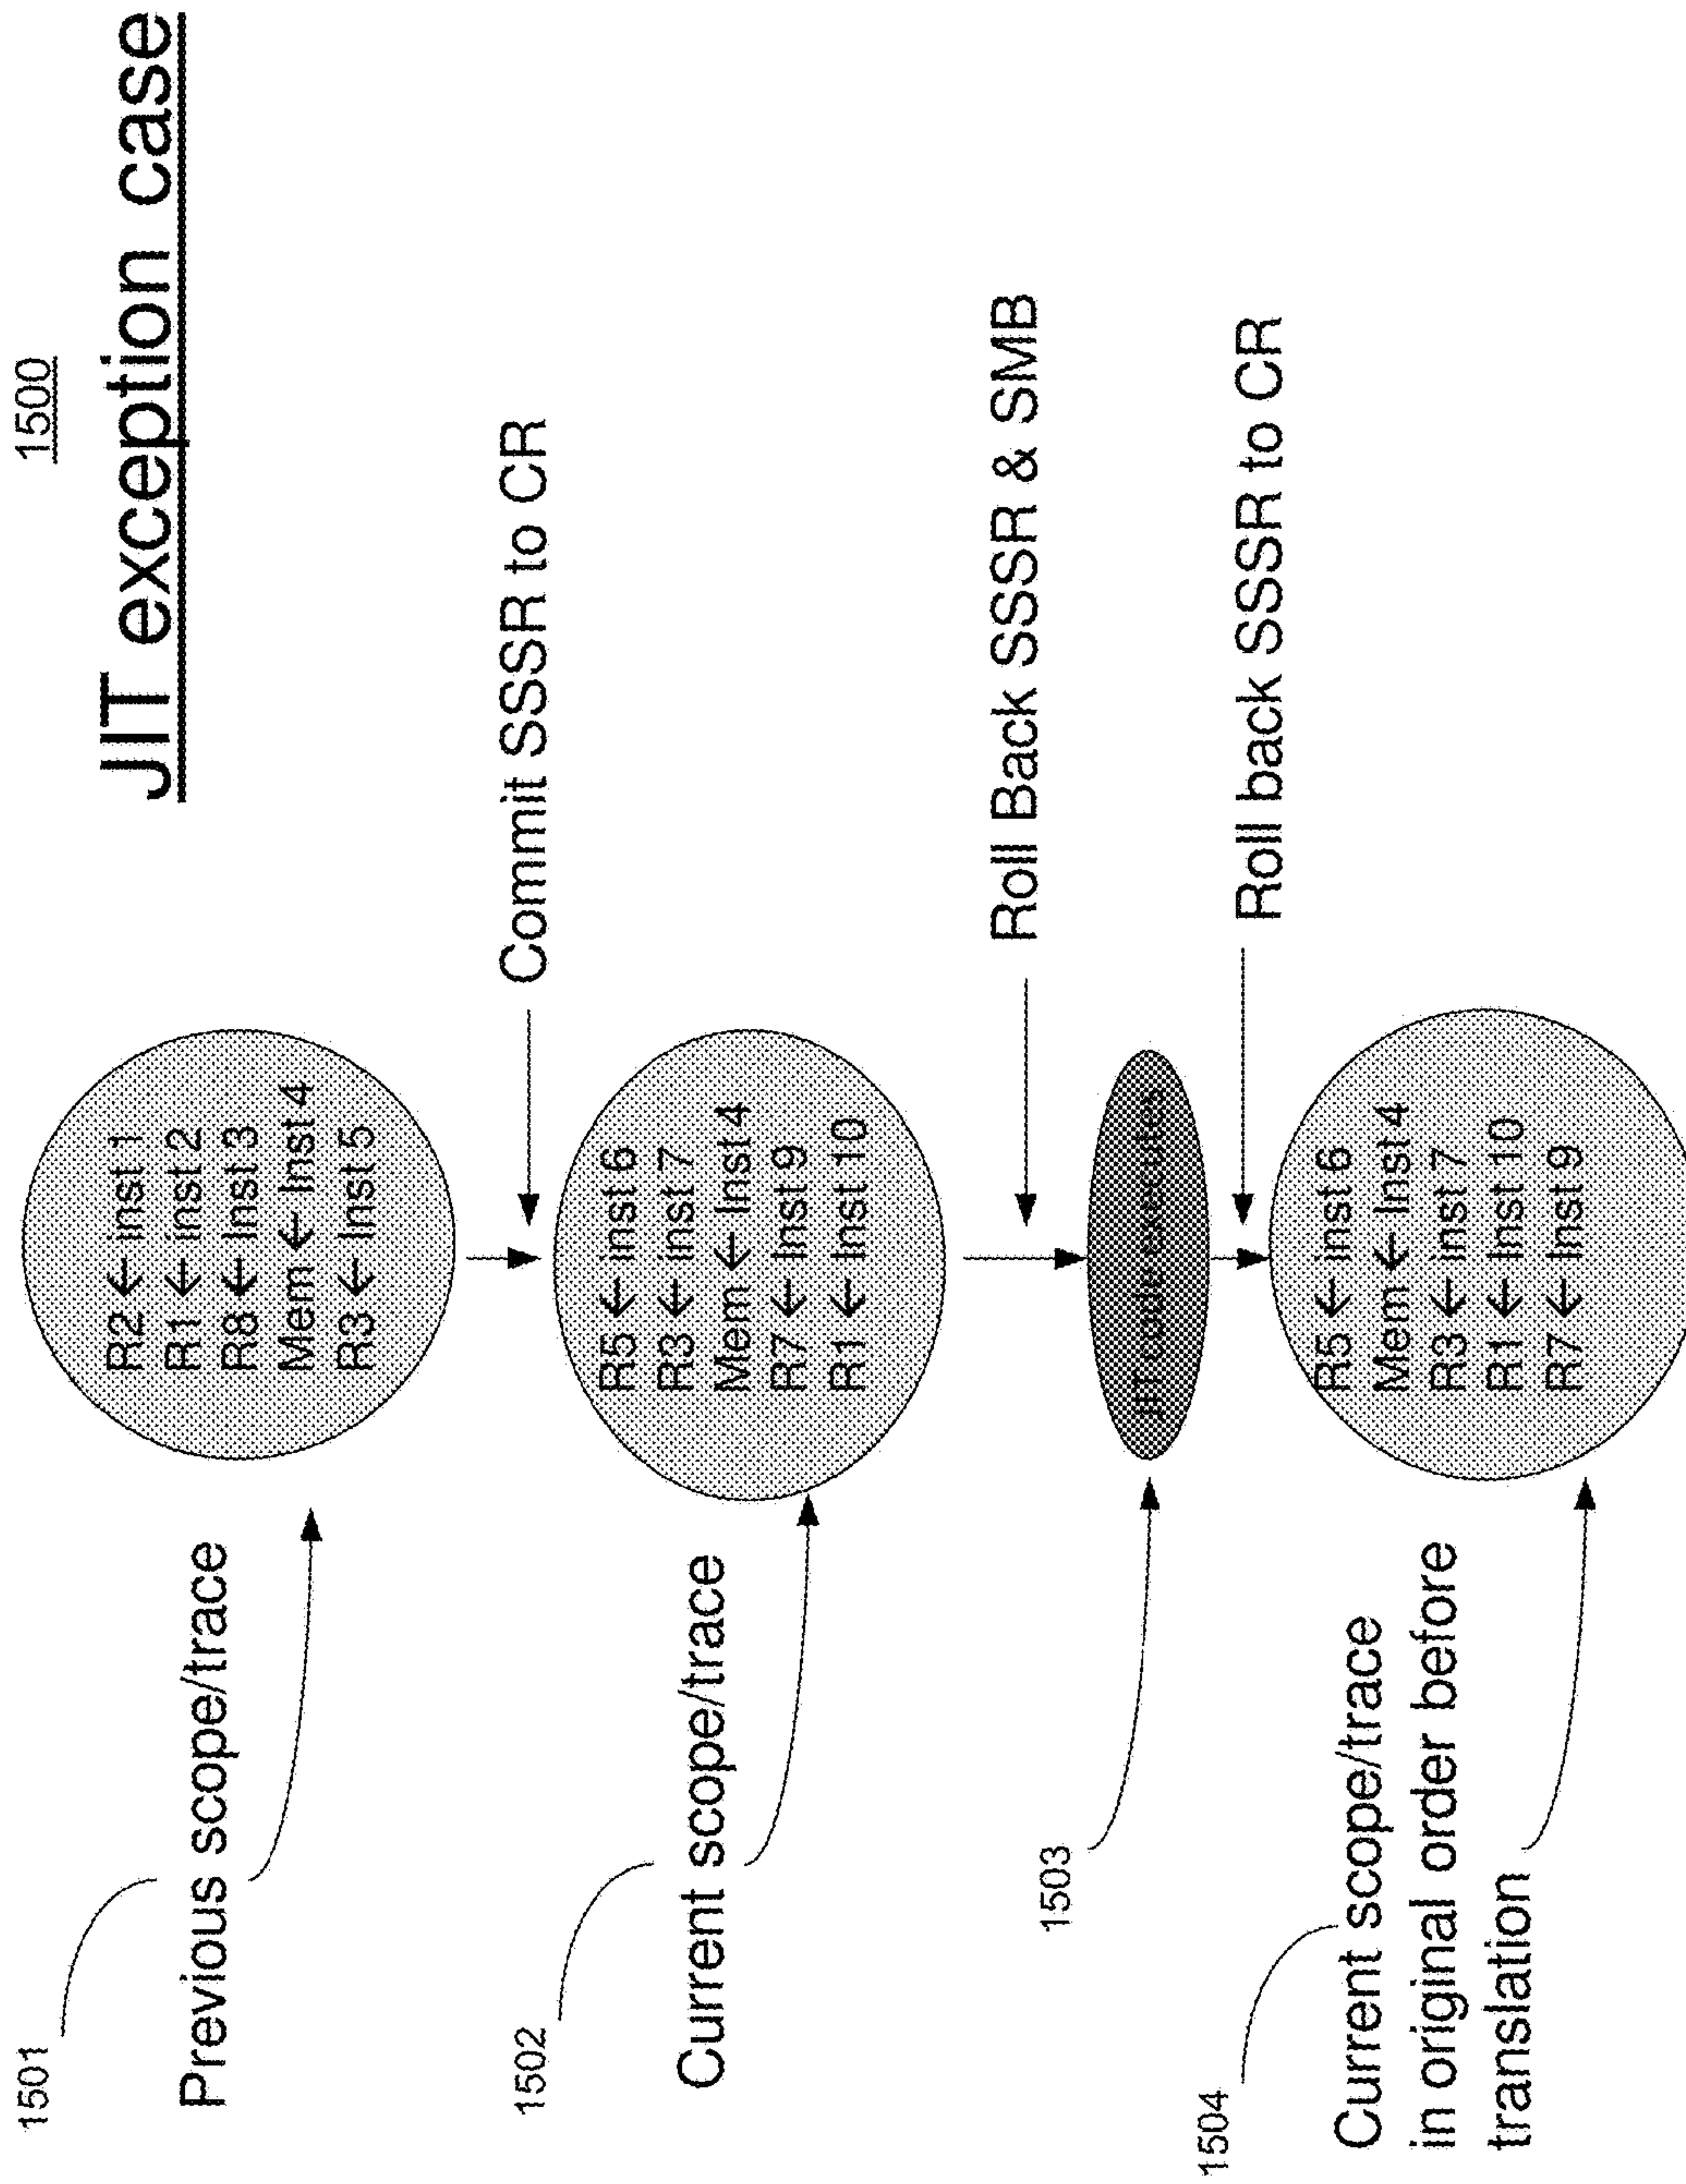 1500
JIT exception case
1501
Previous scope/trace
R2 ← inst 1
R1 ← inst 2
R8 ← Inst 3
Mem ← Inst 4
R3 ← Inst 5
Commit SSSR to CR
1502
Current scope/trace
R5 ← inst 6
R3 ← inst 7
Mem ← Inst 4
R7 ← Inst 9
R1 ← Inst 10
Roll Back SSSR & SMB
1503
JIT code executes
Roll back SSSR to CR
1504
Current scope/trace
in original order before
translation
R5 ← inst 6
Mem ← Inst 4
R3 ← inst 7
R1 ← Inst 10
R7 ← Inst 9